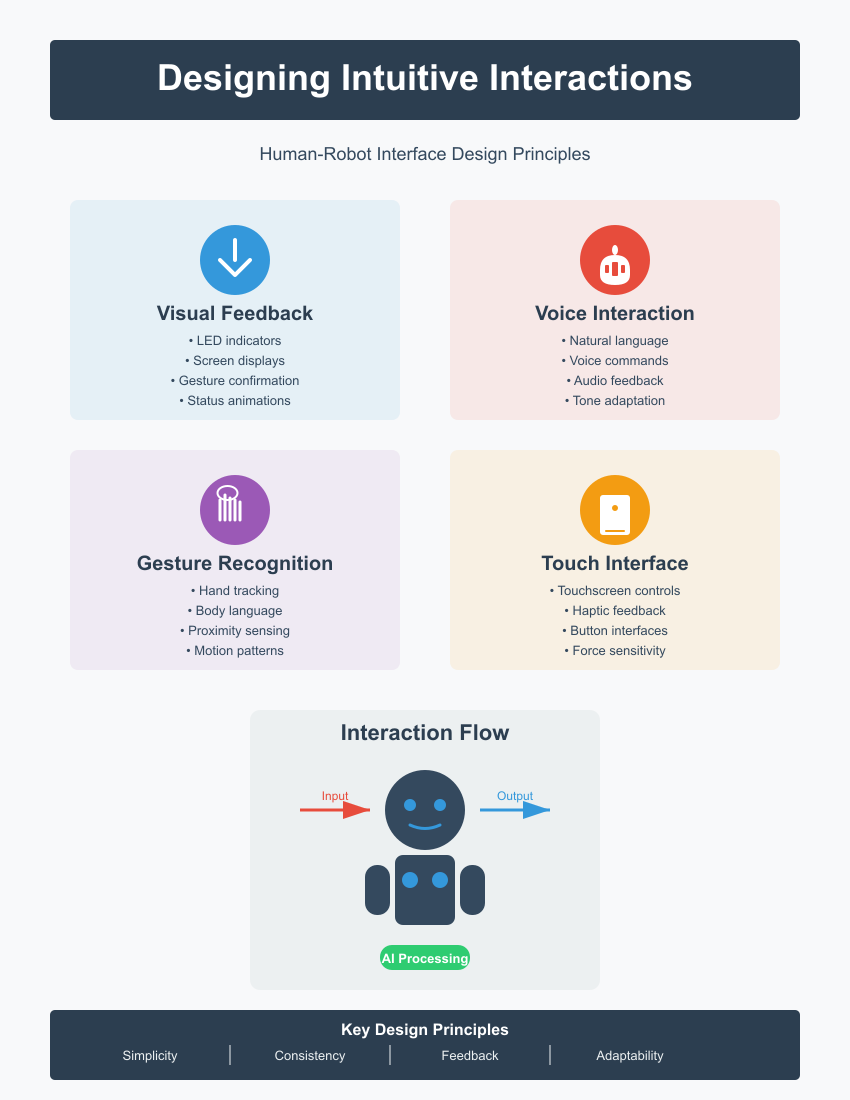 Designing Intuitive Interactions
Human-Robot Interface Design Principles
Visual Feedback
• LED indicators
• Screen displays
• Gesture confirmation
• Status animations
Voice Interaction
• Natural language
• Voice commands
• Audio feedback
• Tone adaptation
Gesture Recognition
• Hand tracking
• Body language
• Proximity sensing
• Motion patterns
Touch Interface
• Touchscreen controls
• Haptic feedback
• Button interfaces
• Force sensitivity
Interaction Flow
Input
Output
AI Processing
Key Design Principles
Simplicity
Consistency
Feedback
Adaptability